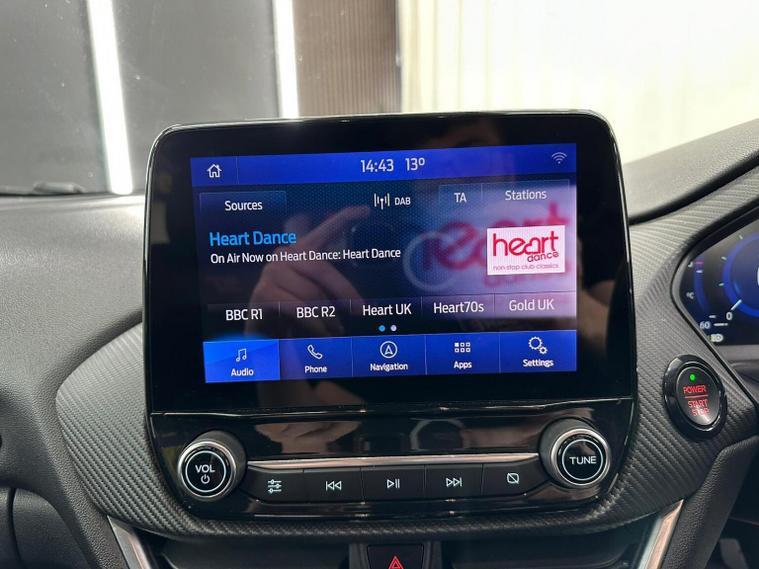 14:43 13°
Sources
DAB
TA
Stations
Heart Dance
On Air Now on Heart Dance: Heart Dance
heart
dance
non-stop club classics
BBC R1
BBC R2
Heart UK
Heart70s
Gold UK
Audio
Phone
Navigation
Apps
Settings
°C
60
0
POWER
START
STOP
VOL
TUNE